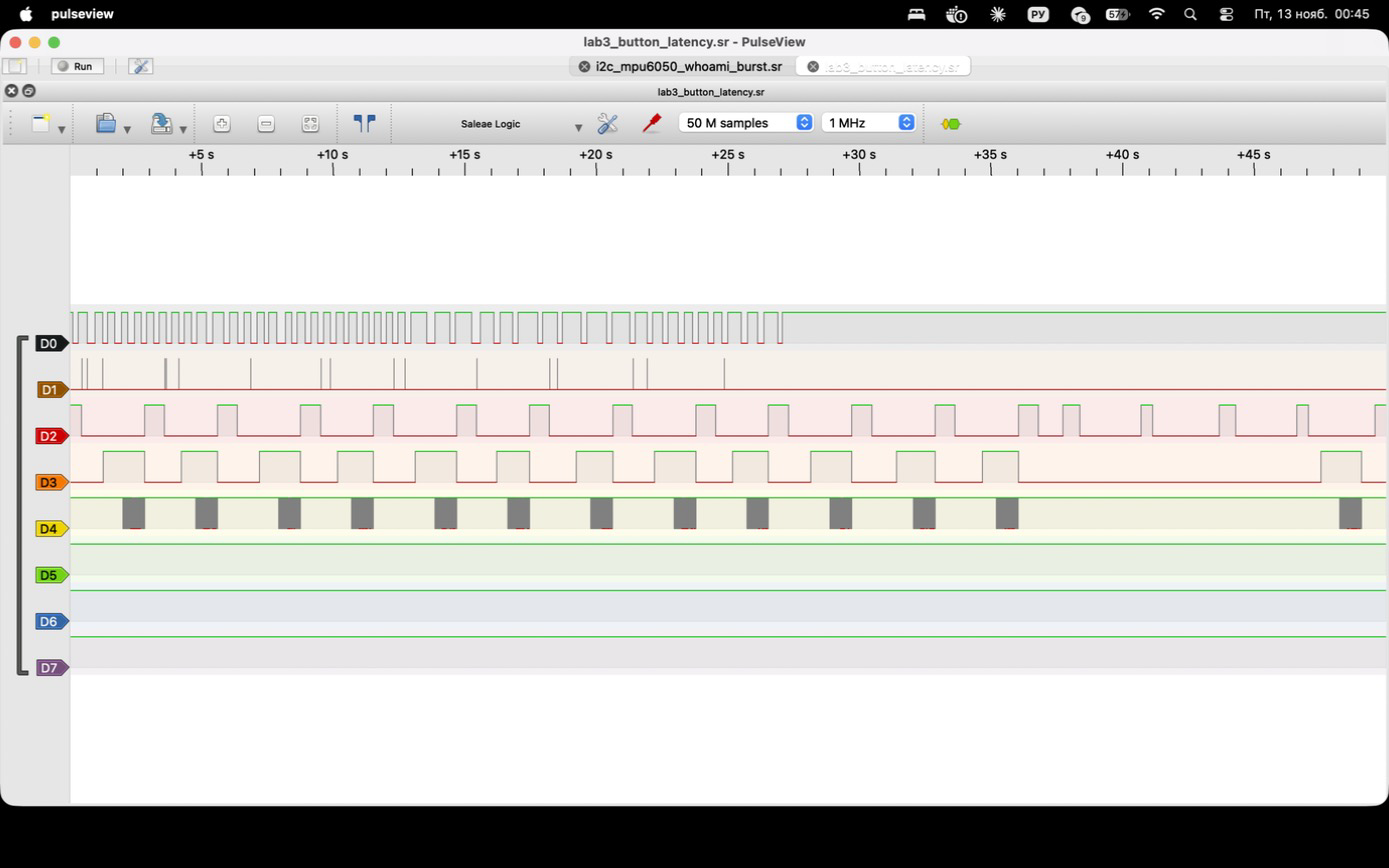 pulseview
РУ
9
57
Пт, 13 нояб. 00:45
lab3_button_latency.sr - PulseView
Run
i2c_mpu6050_whoami_burst.sr
lab3_button_latency.sr
lab3_button_latency.sr
Saleae Logic
50 M samples
1 MHz
+5 s
+10 s
+15 s
+20 s
+25 s
+30 s
+35 s
+40 s
+45 s
D0
D1
D2
D3
D4
D5
D6
D7